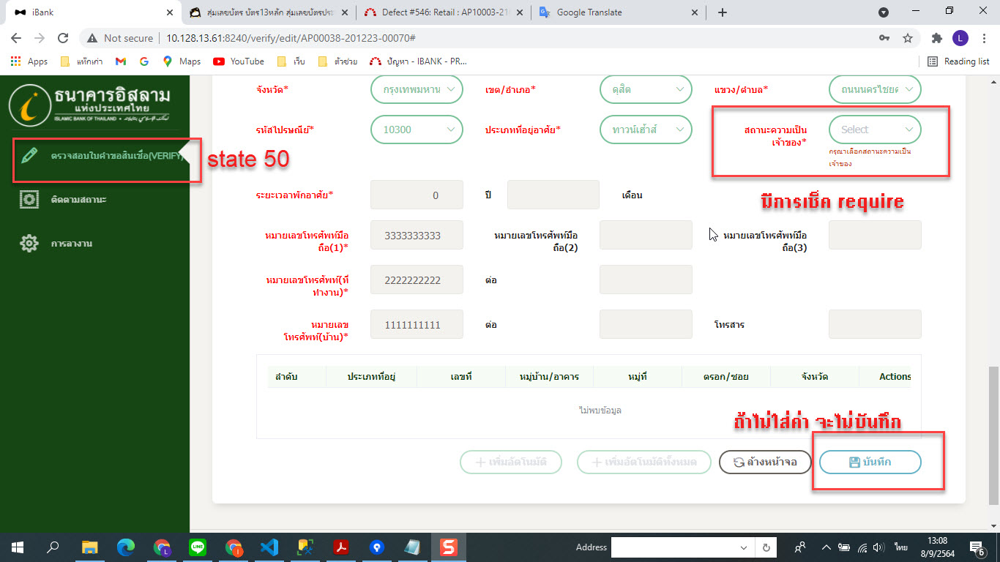 iBank
สุ่มเลขบัตร บัตร13หลัก สุ่มเลขบัตรประ
Defect #546: Retail : AP10003-216
Google Translate
Not secure
10.128.13.61:8240/verify/edit/AP00038-201223-00070#
L
Apps
แท๊กเก่า
Maps
YouTube
เว็บ
ตัวช่วย
ปัญหา - IBANK - PR...
Reading list
ธนาคารอิสลาม
แห่งประเทศไทย
ISLAMIC BANK OF THAILAND
ตรวจสอบใบคำขอสินเชื่อ(VERIFY)
state 50
ติดตามสถานะ
การลางาน
จังหวัด*
กรุงเทพมหาน
เขต/อำเภอ*
ดุสิต
แขวง/ตำบล*
ถนนนครไชยศ
รหัสไปรษณีย์*
10300
ประเภทที่อยู่อาศัย*
ทาวน์เฮ้าส์
สถานะความเป็น
เจ้าของ*
Select
กรุณาเลือกสถานะความเป็น
เจ้าของ
ระยะเวลาพักอาศัย*
0
ปี
เดือน
มีการเช็ค require
หมายเลขโทรศัพท์มือ
ถือ(1)*
3333333333
หมายเลขโทรศัพท์มือ
ถือ(2)
หมายเลขโทรศัพท์มือ
ถือ(3)
หมายเลขโทรศัพท์(ที่
ทำงาน)*
2222222222
ต่อ
หมายเลข
โทรศัพท์(บ้าน)*
1111111111
ต่อ
โทรสาร
ลำดับ
ประเภทที่อยู่
เลขที่
หมู่บ้าน/อาคาร
หมู่ที่
ตรอก/ซอย
จังหวัด
Actions
ไม่พบข้อมูล
ถ้าไม่ใส่ค่า จะไม่บันทึก
เพิ่มอัตโนมัติ
เพิ่มอัตโนมัติทั้งหมด
ล้างหน้าจอ
บันทึก
Address
ไทย
13:08
8/9/2564
6